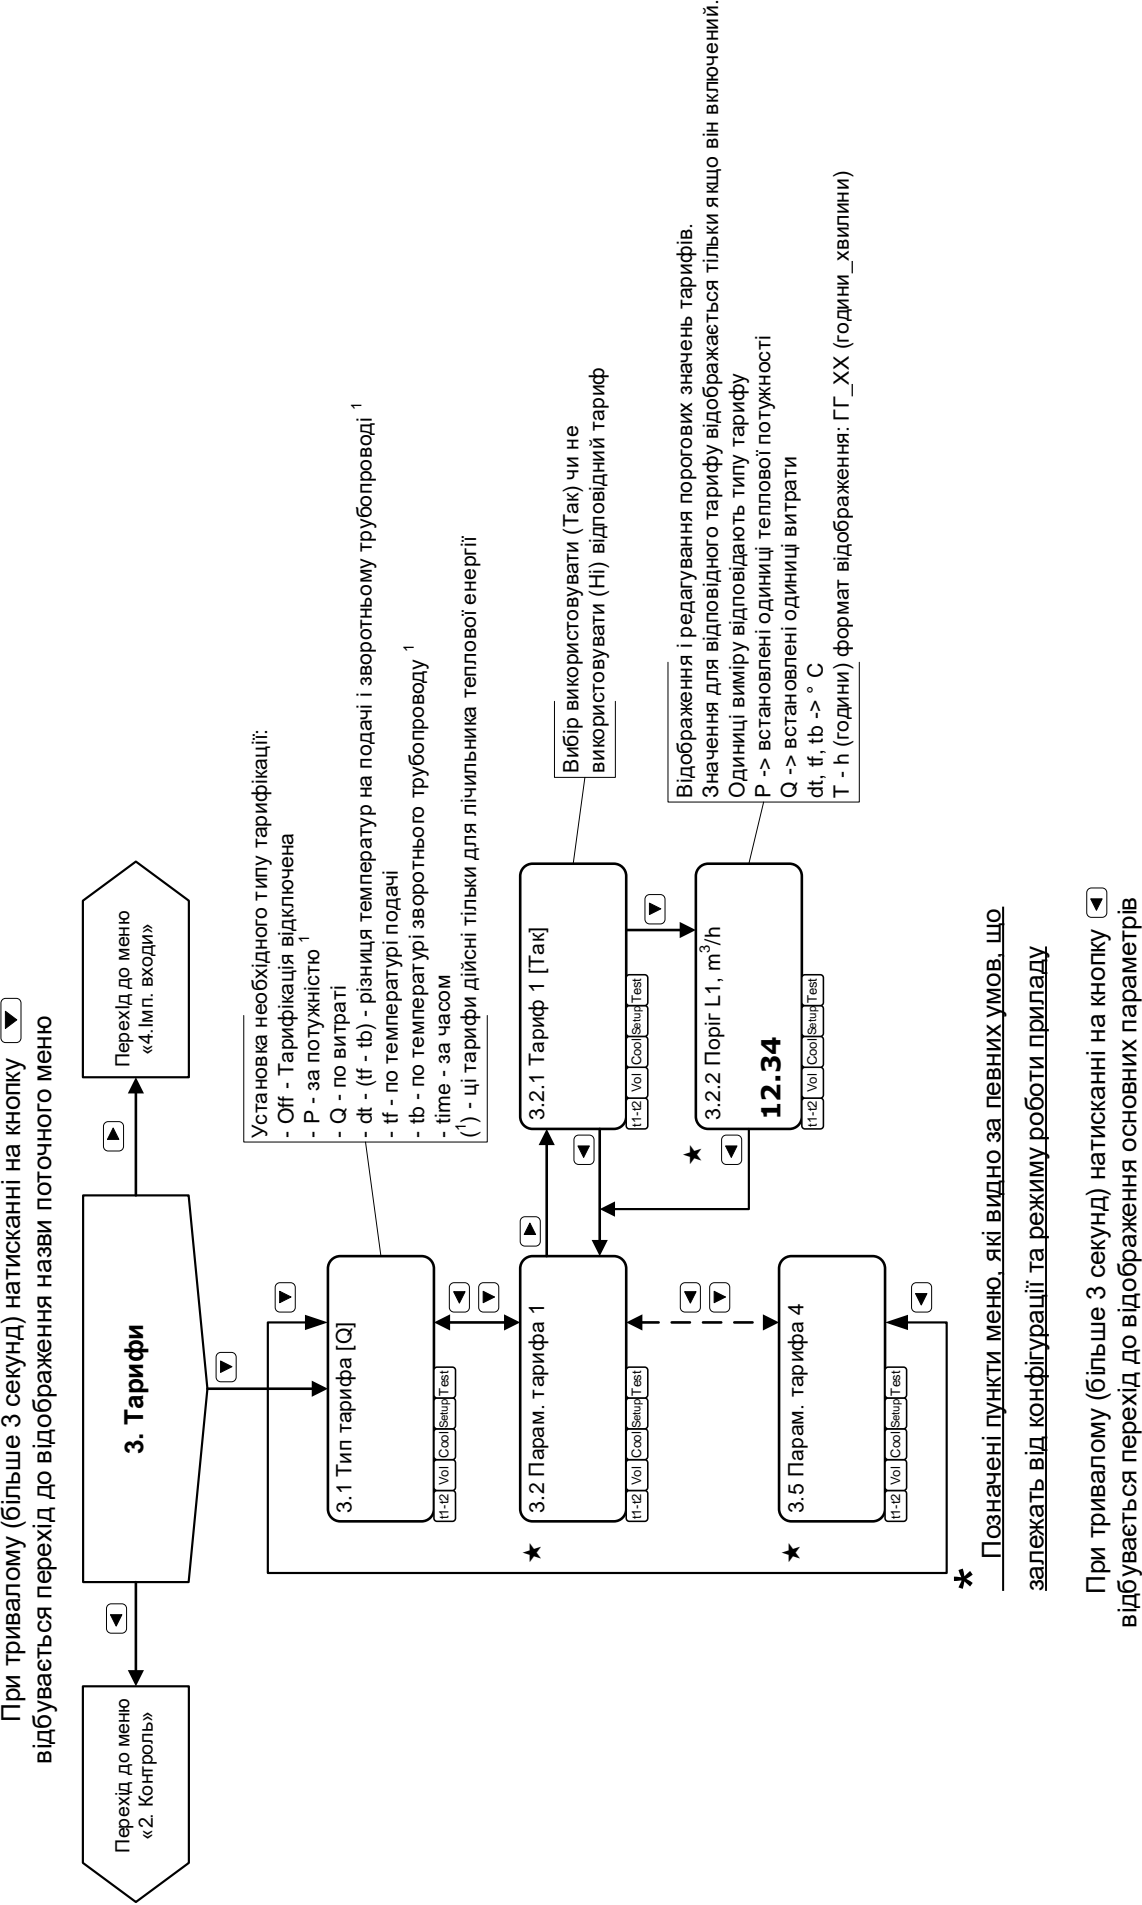 При тривалому (більше 3 секунд) натисканні на кнопку ▼
відбувається перехід до відображення назви поточного меню
Перехід до меню
«2. Контроль»
◄
3. Тарифи
►
Перехід до меню
«4.Імп. входи»
▼
▼
3.1 Тип тарифа [Q]
t1-t2 Vol Cool Setup Test
Установка необхідного типу тарифікації:
- Off - Тарифікація відключена
- P - за потужністю ¹
- Q - по витраті
- dt - (tf - tb) - різниця температур на подачі і зворотньому трубопроводі ¹
- tf - по температурі подачі
- tb - по температурі зворотнього трубопроводу ¹
- time - за часом
(¹) - ці тарифи дійсні тільки для лічильника теплової енергії
◄
▼
★
3.2 Парам. тарифа 1
t1-t2 Vol Cool Setup Test
►
◄
3.2.1 Тариф 1 [Так]
t1-t2 Vol Cool Setup Test
Вибір використовувати (Так) чи не
використовувати (Ні) відповідний тариф
▼
◄
▼
★
◄
3.2.2 Поріг L1, m³/h
12.34
t1-t2 Vol Cool Setup Test
Відображення і редагування порогових значень тарифів.
Значення для відповідного тарифу відображається тільки якщо він включений.
Одиниці виміру відповідають типу тарифу
P -> встановлені одиниці теплової потужності
Q -> встановлені одиниці витрати
dt, tf, tb -> ° C
T - h (години) формат відображення: ГГ_ХХ (години_хвилини)
★
3.5 Парам. тарифа 4
t1-t2 Vol Cool Setup Test
◄
* Позначені пункти меню, які видно за певних умов, що
залежать від конфігурації та режиму роботи приладу
При тривалому (більше 3 секунд) натисканні на кнопку ◄
відбувається перехід до відображення основних параметрів